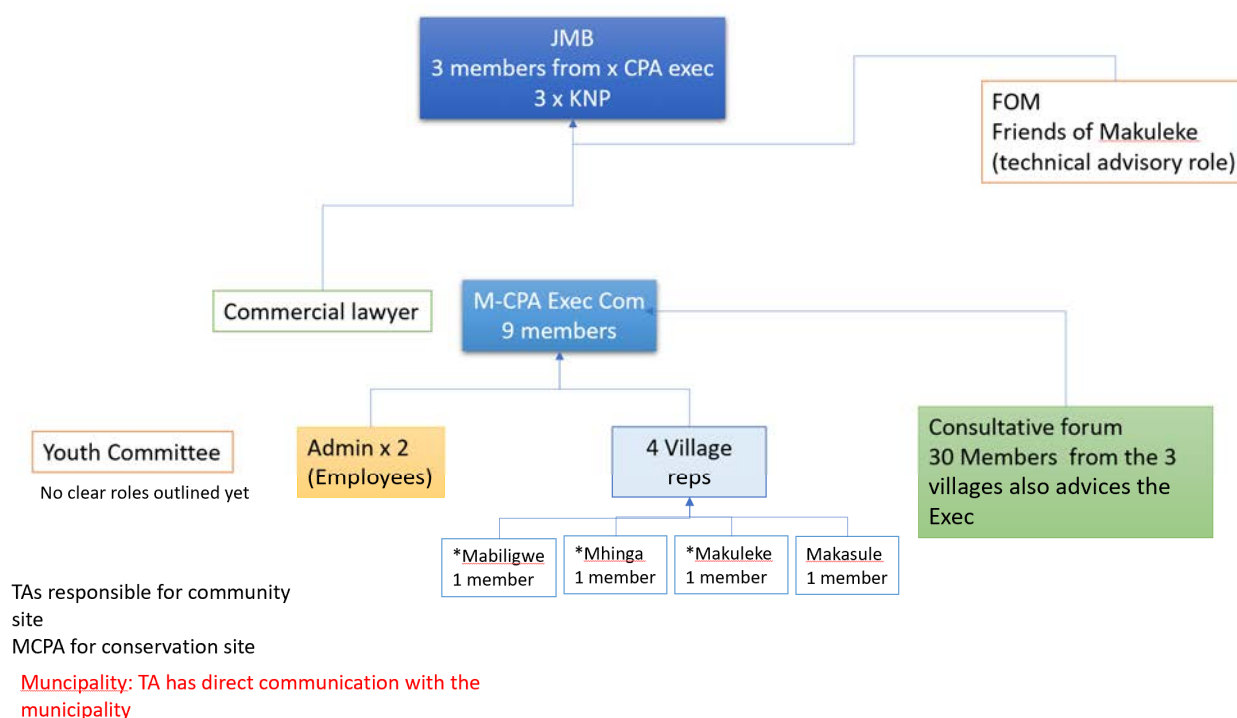 JMB
3 members from x CPA exec
3 x KNP
FOM
Friends of Makuleke
(technical advisory role)
Commercial lawyer
M-CPA Exec Com
9 members
Youth Committee
No clear roles outlined yet
Admin x 2
(Employees)
4 Village
reps
Consultative forum
30 Members from the 3
villages also advices the
Exec
*Mabiligwe
1 member
*Mhinga
1 member
*Makuleke
1 member
Makasule
1 member
TAs responsible for community
site
MCPA for conservation site
Muncipality: TA has direct communication with the
municipality